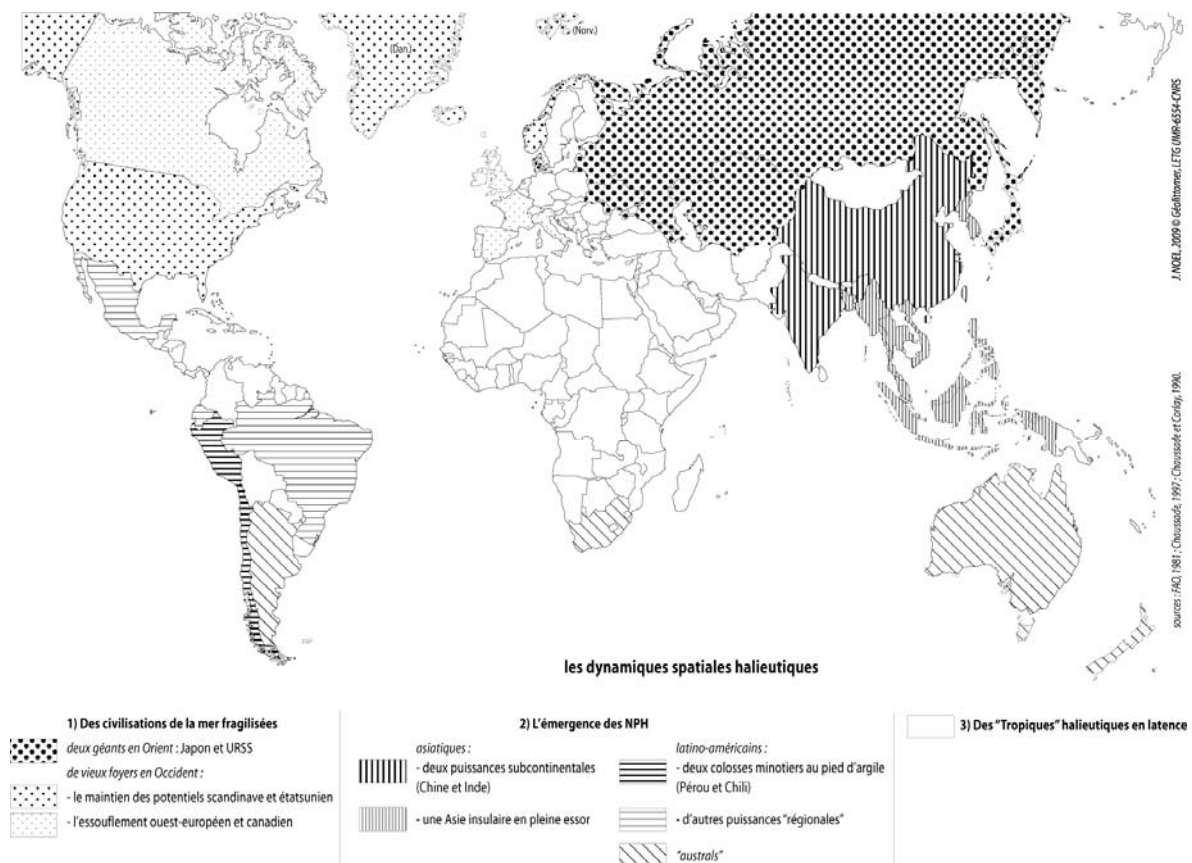 (Dan.)
(Norv.)
J.NOEL, 2009 © Géolittomer, LETG UMR-6554-CNRS
sources : FAO, 1981 ; Chaussade, 1997 ; Chaussade et Corlay, 1990.
les dynamiques spatiales halieutiques
1) Des civilisations de la mer fragilisées
deux géants en Orient : Japon et URSS
de vieux foyers en Occident :
- le maintien des potentiels scandinave et étatsunien
- l'essouflement ouest-européen et canadien
2) L'émergence des NPH
asiatiques :
- deux puissances subcontinentales
(Chine et Inde)
- une Asie insulaire en pleine essor
latino-américains :
- deux colosses minotiers au pied d'argile
(Pérou et Chili)
- d'autres puissances "régionales"
"australs"
3) Des "Tropiques" halieutiques en latence